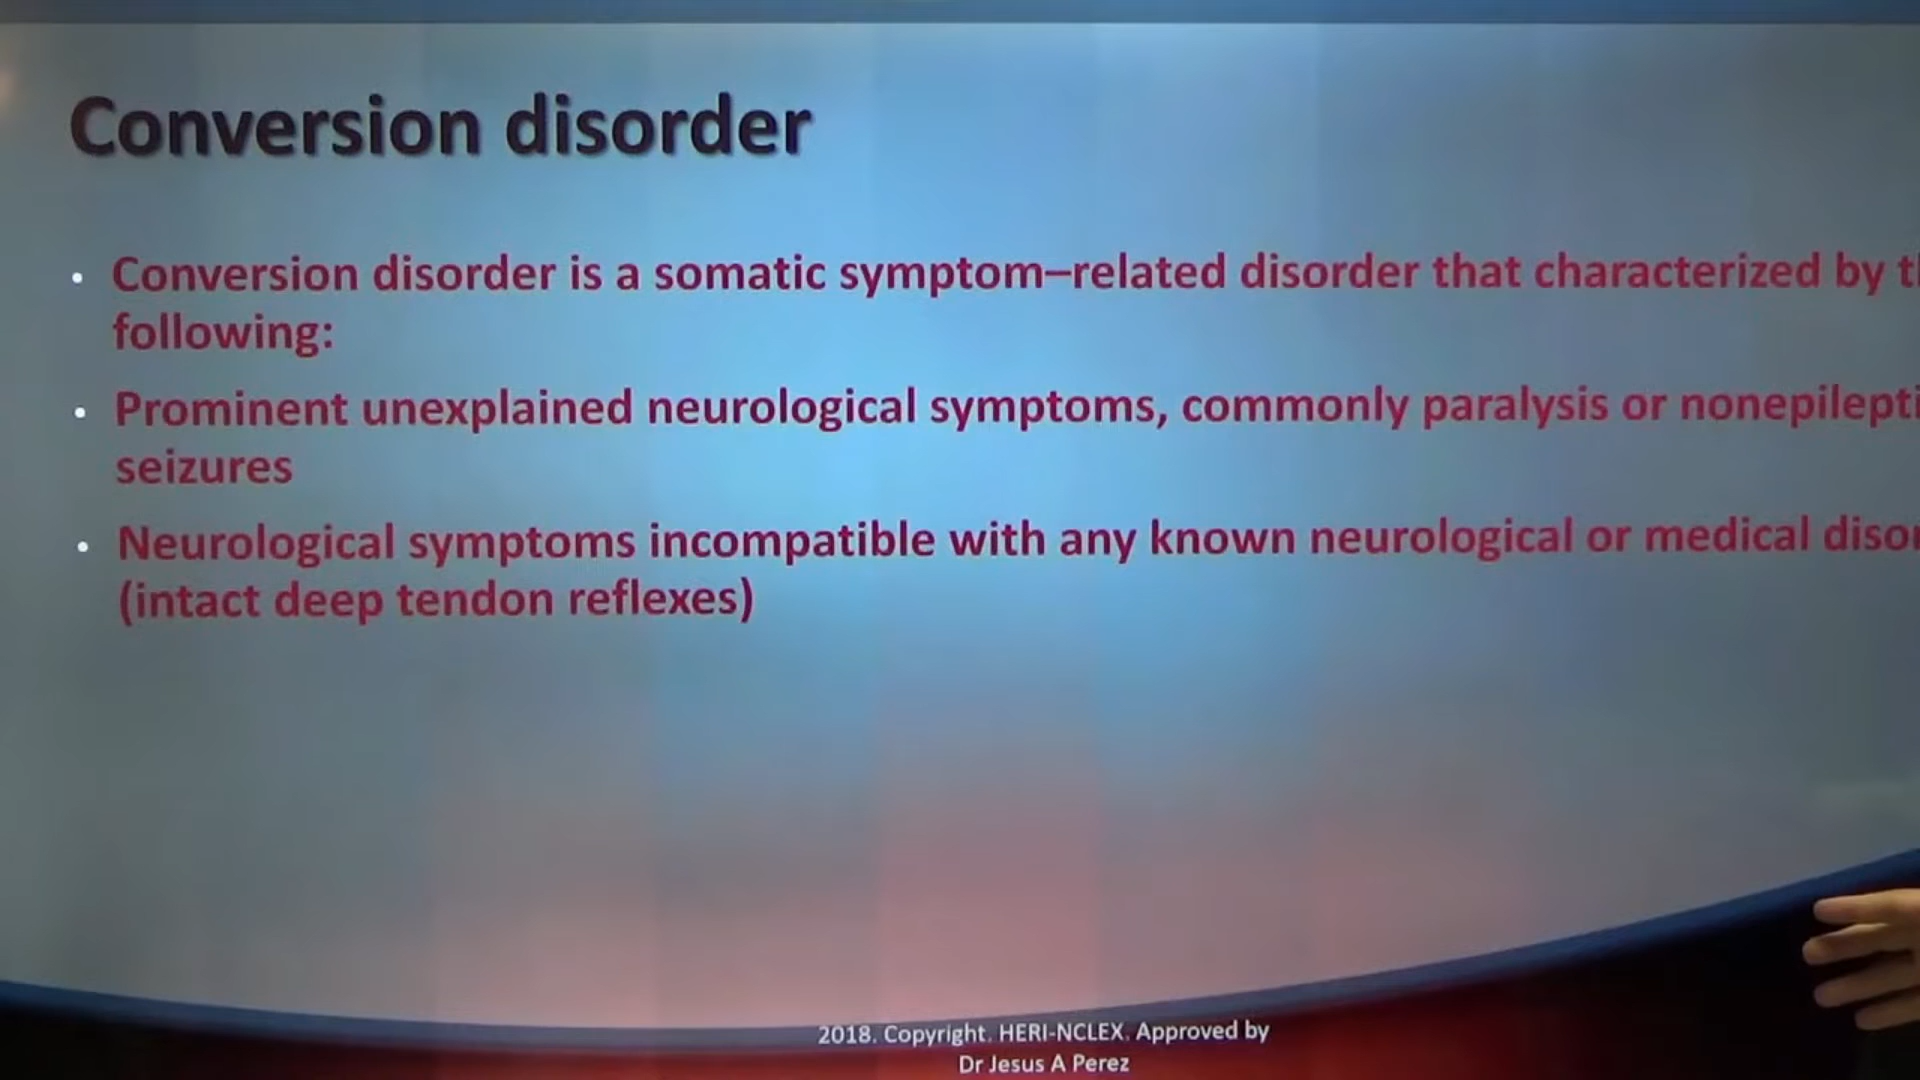 Conversion disorder
• Conversion disorder is a somatic symptom–related disorder that characterized by
following:
• Prominent unexplained neurological symptoms, commonly paralysis or nonepilepti
seizures
• Neurological symptoms incompatible with any known neurological or medical
(intact deep tendon reflexes)
2018. Copyright. HERI-NCLEX. Approved by
Dr Jesus A Perez